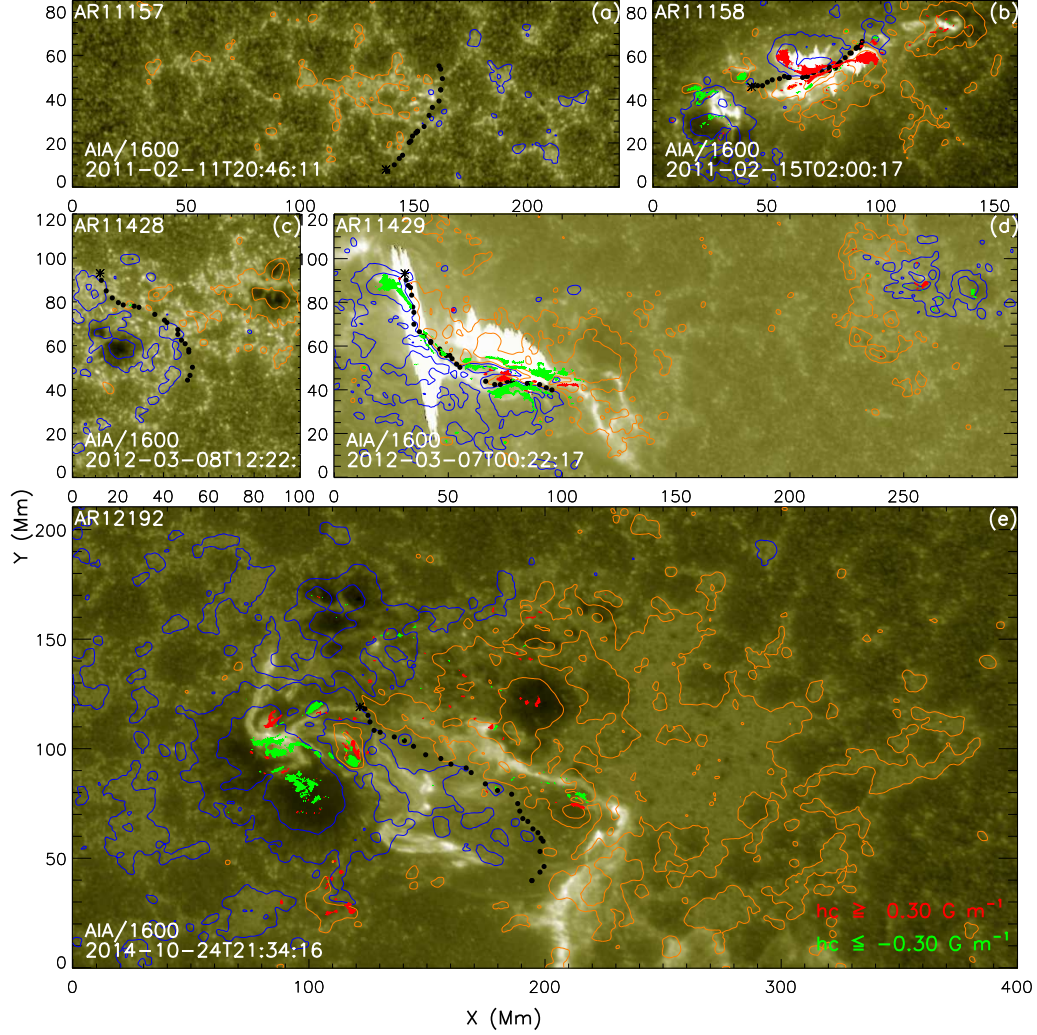 AR11157 (a)
80
60
40
20
0
AIA/1600
2011-02-11T20:46:11
0 50 100 150 200
AR11158 (b)
80
60
40
20
0
AIA/1600
2011-02-15T02:00:17
0 50 100 150
AR11428 (c)
120
100
80
60
40
20
0
AIA/1600
2012-03-08T12:22:
0 20 40 60 80 100
AR11429 (d)
120
100
80
60
40
20
0
AIA/1600
2012-03-07T00:22:17
0 50 100 150 200 250
AR12192 (e)
200
150
100
50
0
hc ≧ 0.30 G m⁻¹
hc ≦ −0.30 G m⁻¹
AIA/1600
2014-10-24T21:34:16
0 100 200 300 400
Y (Mm)
X (Mm)